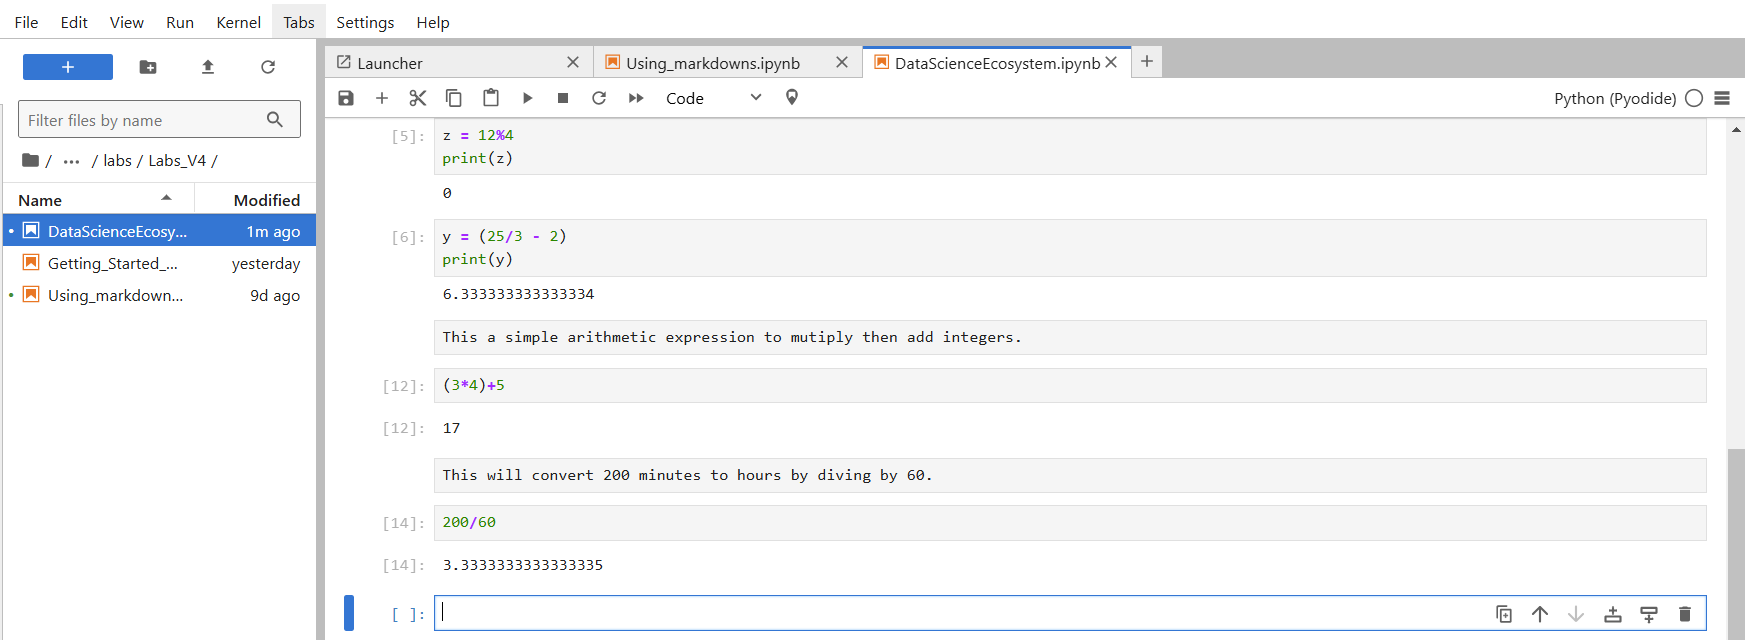 File Edit View Run Kernel Tabs Settings Help
Launcher
Using_markdowns.ipynb
DataScienceEcosystem.ipynb
Code
Python (Pyodide)
Filter files by name
/ ... / labs / Labs_V4 /
Name Modified
DataScienceEcosy... 1m ago
Getting_Started_... yesterday
Using_markdown... 9d ago
[5]: z = 12%4
print(z)
0
[6]: y = (25/3 - 2)
print(y)
6.333333333333334
This a simple arithmetic expression to mutiply then add integers.
[12]: (3*4)+5
[12]: 17
This will convert 200 minutes to hours by diving by 60.
[14]: 200/60
[14]: 3.3333333333333335
[ ]: